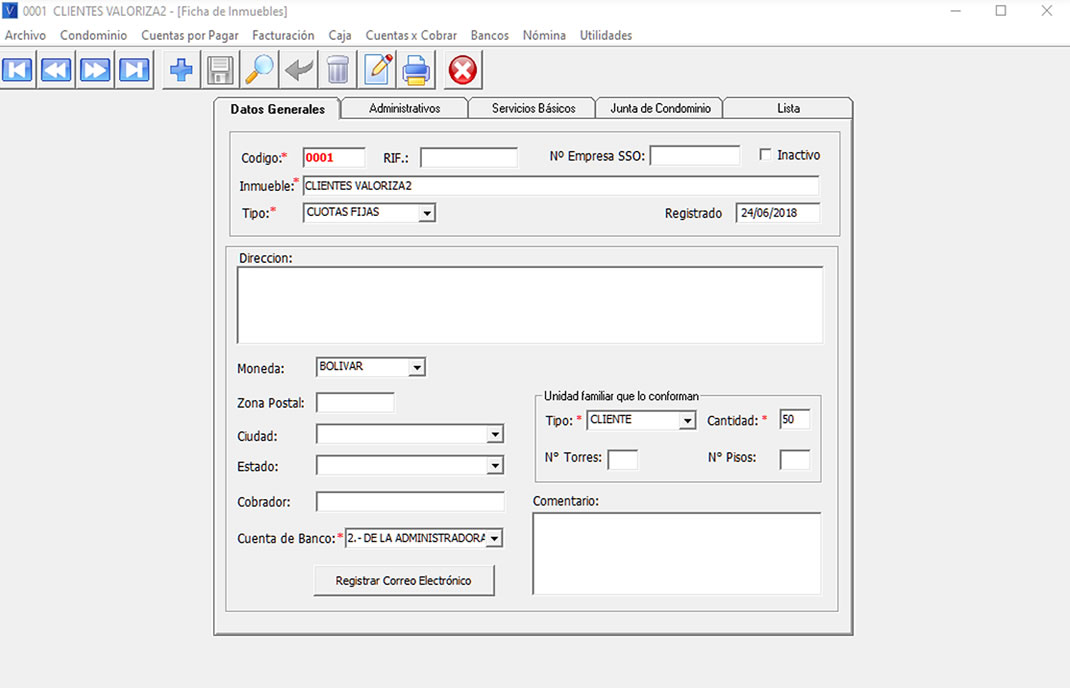 0001 CLIENTES VALORIZA2 - [Ficha de Inmuebles]
Archivo Condominio Cuentas por Pagar Facturación Caja Cuentas x Cobrar Bancos Nómina Utilidades
Datos Generales Administrativos Servicios Básicos Junta de Condominio Lista
Codigo:* 0001 RIF.: Nº Empresa SSO: Inactivo
Inmueble:* CLIENTES VALORIZA2
Tipo:* CUOTAS FIJAS Registrado 24/06/2018
Direccion:
Moneda: BOLIVAR
Unidad familiar que lo conforman
Zona Postal:
Tipo: * CLIENTE Cantidad: * 50
Ciudad:
N° Torres: N° Pisos:
Estado:
Cobrador: Comentario:
Cuenta de Banco:* 2.- DE LA ADMINISTRADORA
Registrar Correo Electrónico